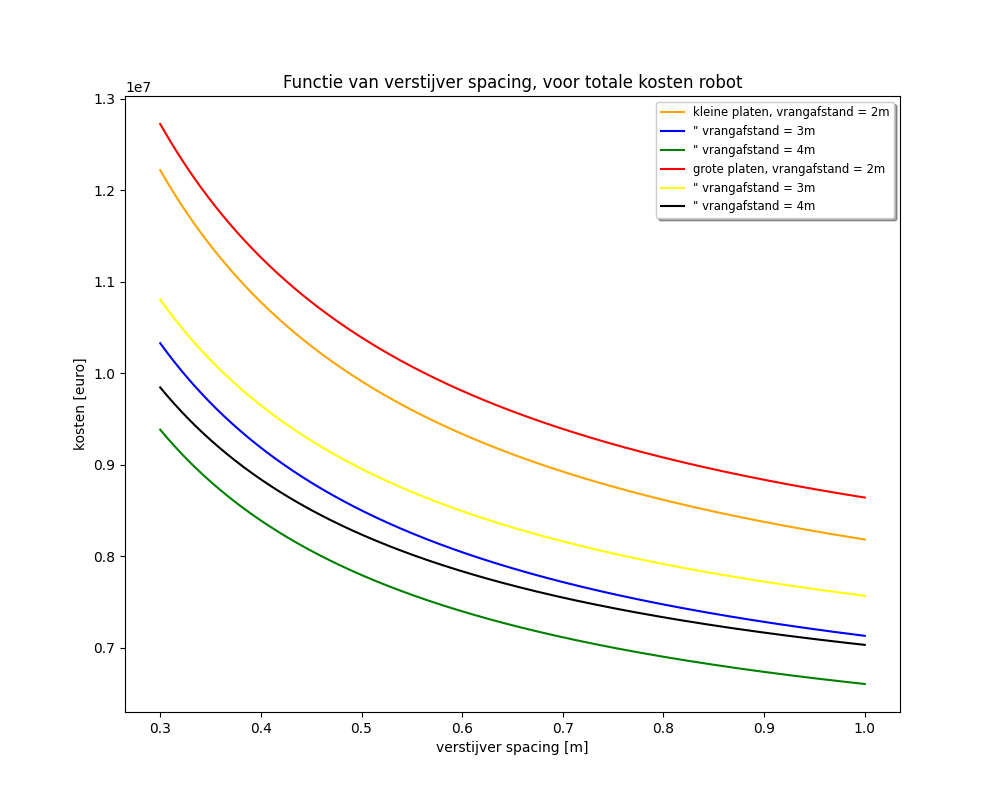 Functie van verstijver spacing, voor totale kosten robot
1e7
1.3
1.2
1.1
1.0
0.9
0.8
0.7
kosten [euro]
kleine platen, vrangafstand = 2m
" vrangafstand = 3m
" vrangafstand = 4m
grote platen, vrangafstand = 2m
" vrangafstand = 3m
" vrangafstand = 4m
0.3 0.4 0.5 0.6 0.7 0.8 0.9 1.0
verstijver spacing [m]